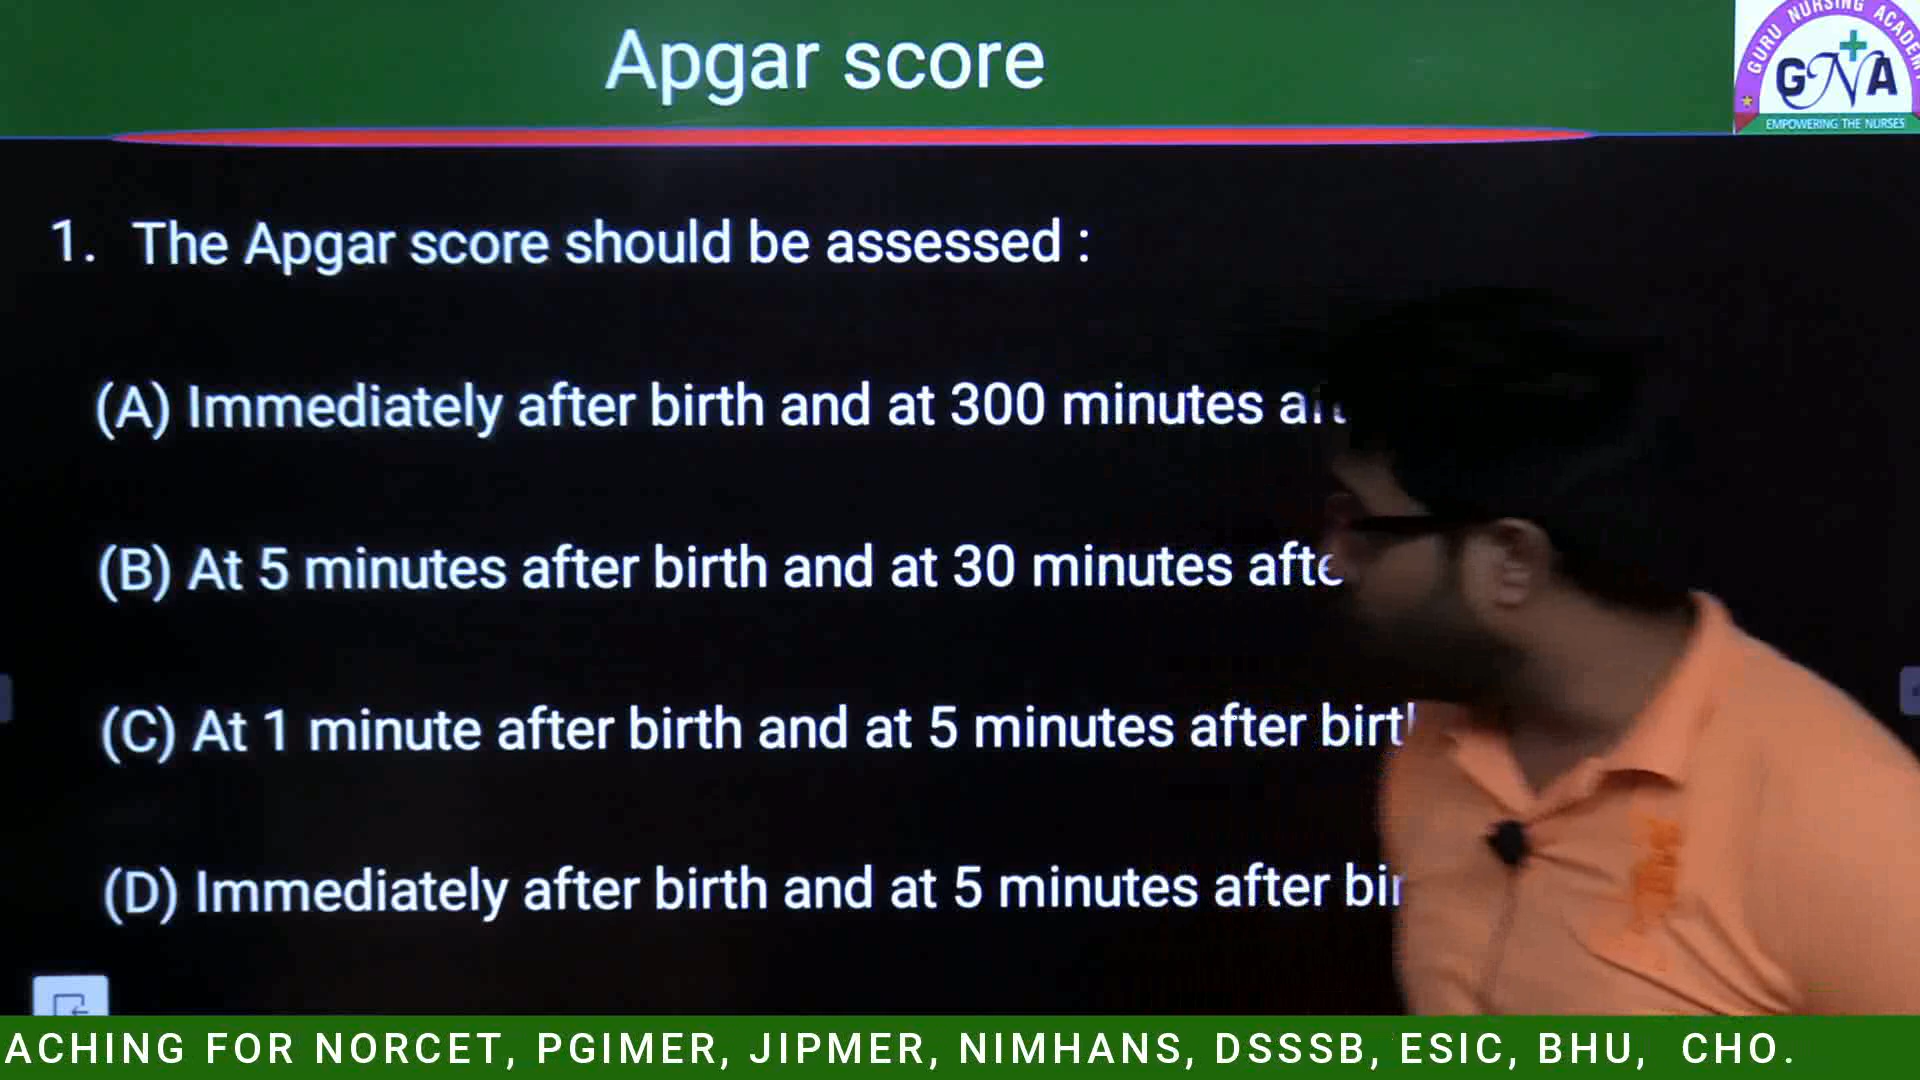 Apgar score
GURU NURSING ACADEMY
GNA
EMPOWERING THE NURSES
1. The Apgar score should be assessed :
(A) Immediately after birth and at 300 minutes
(B) At 5 minutes after birth and at 30 minutes
(C) At 1 minute after birth and at 5 minutes after
(D) Immediately after birth and at 5 minutes after
ACHING FOR NORCET, PGIMER, JIPMER, NIMHANS, DSSSB, ESIC, BHU, CHO.